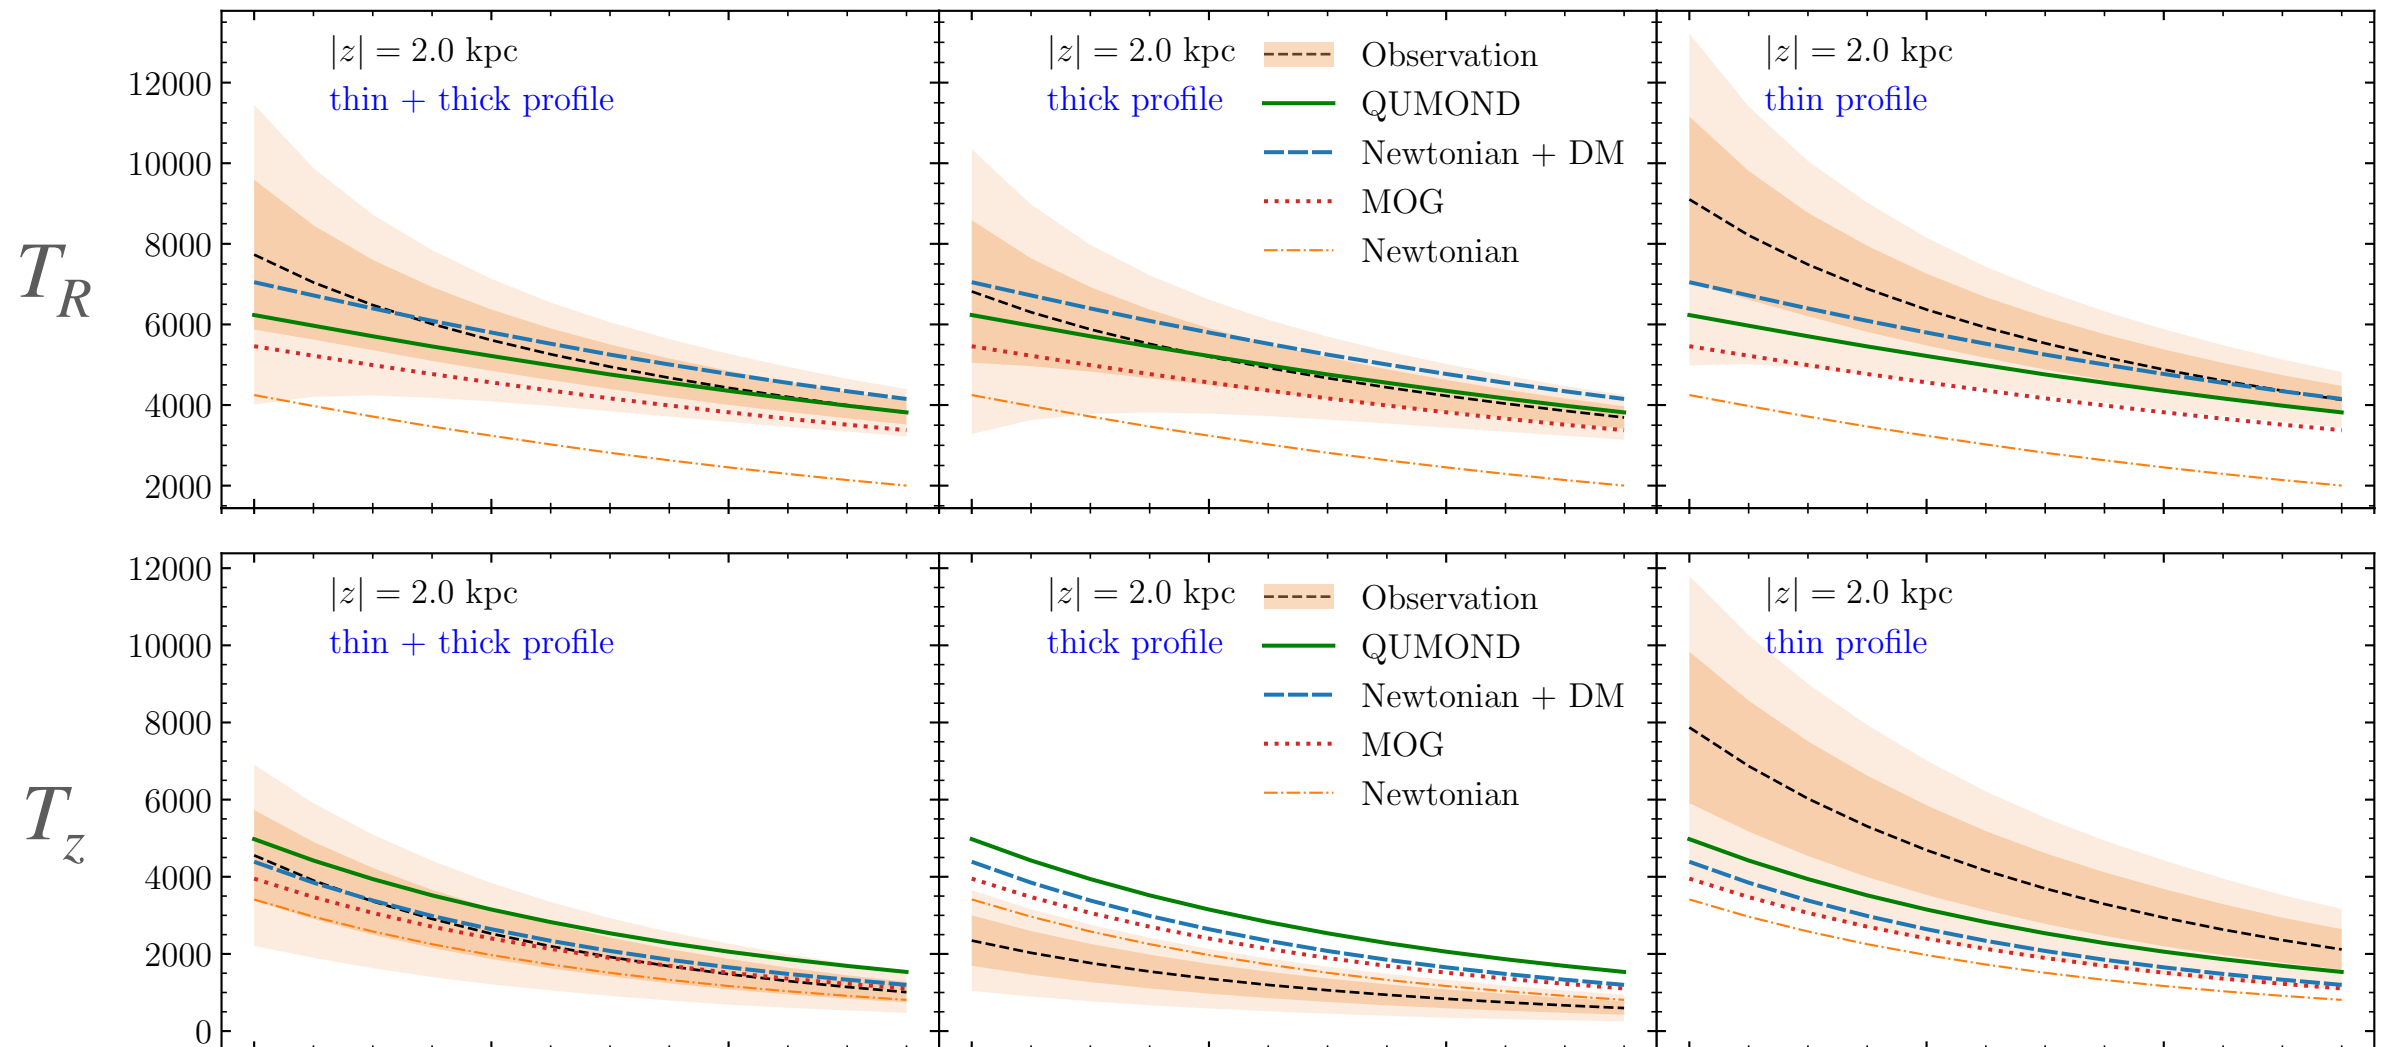 |z| = 2.0 kpc
thin + thick profile
|z| = 2.0 kpc
thick profile
Observation
QUMOND
Newtonian + DM
MOG
Newtonian
|z| = 2.0 kpc
thin profile
12000
10000
8000
6000
4000
2000
T_R
|z| = 2.0 kpc
thin + thick profile
|z| = 2.0 kpc
thick profile
Observation
QUMOND
Newtonian + DM
MOG
Newtonian
|z| = 2.0 kpc
thin profile
12000
10000
8000
6000
4000
2000
0
T_z